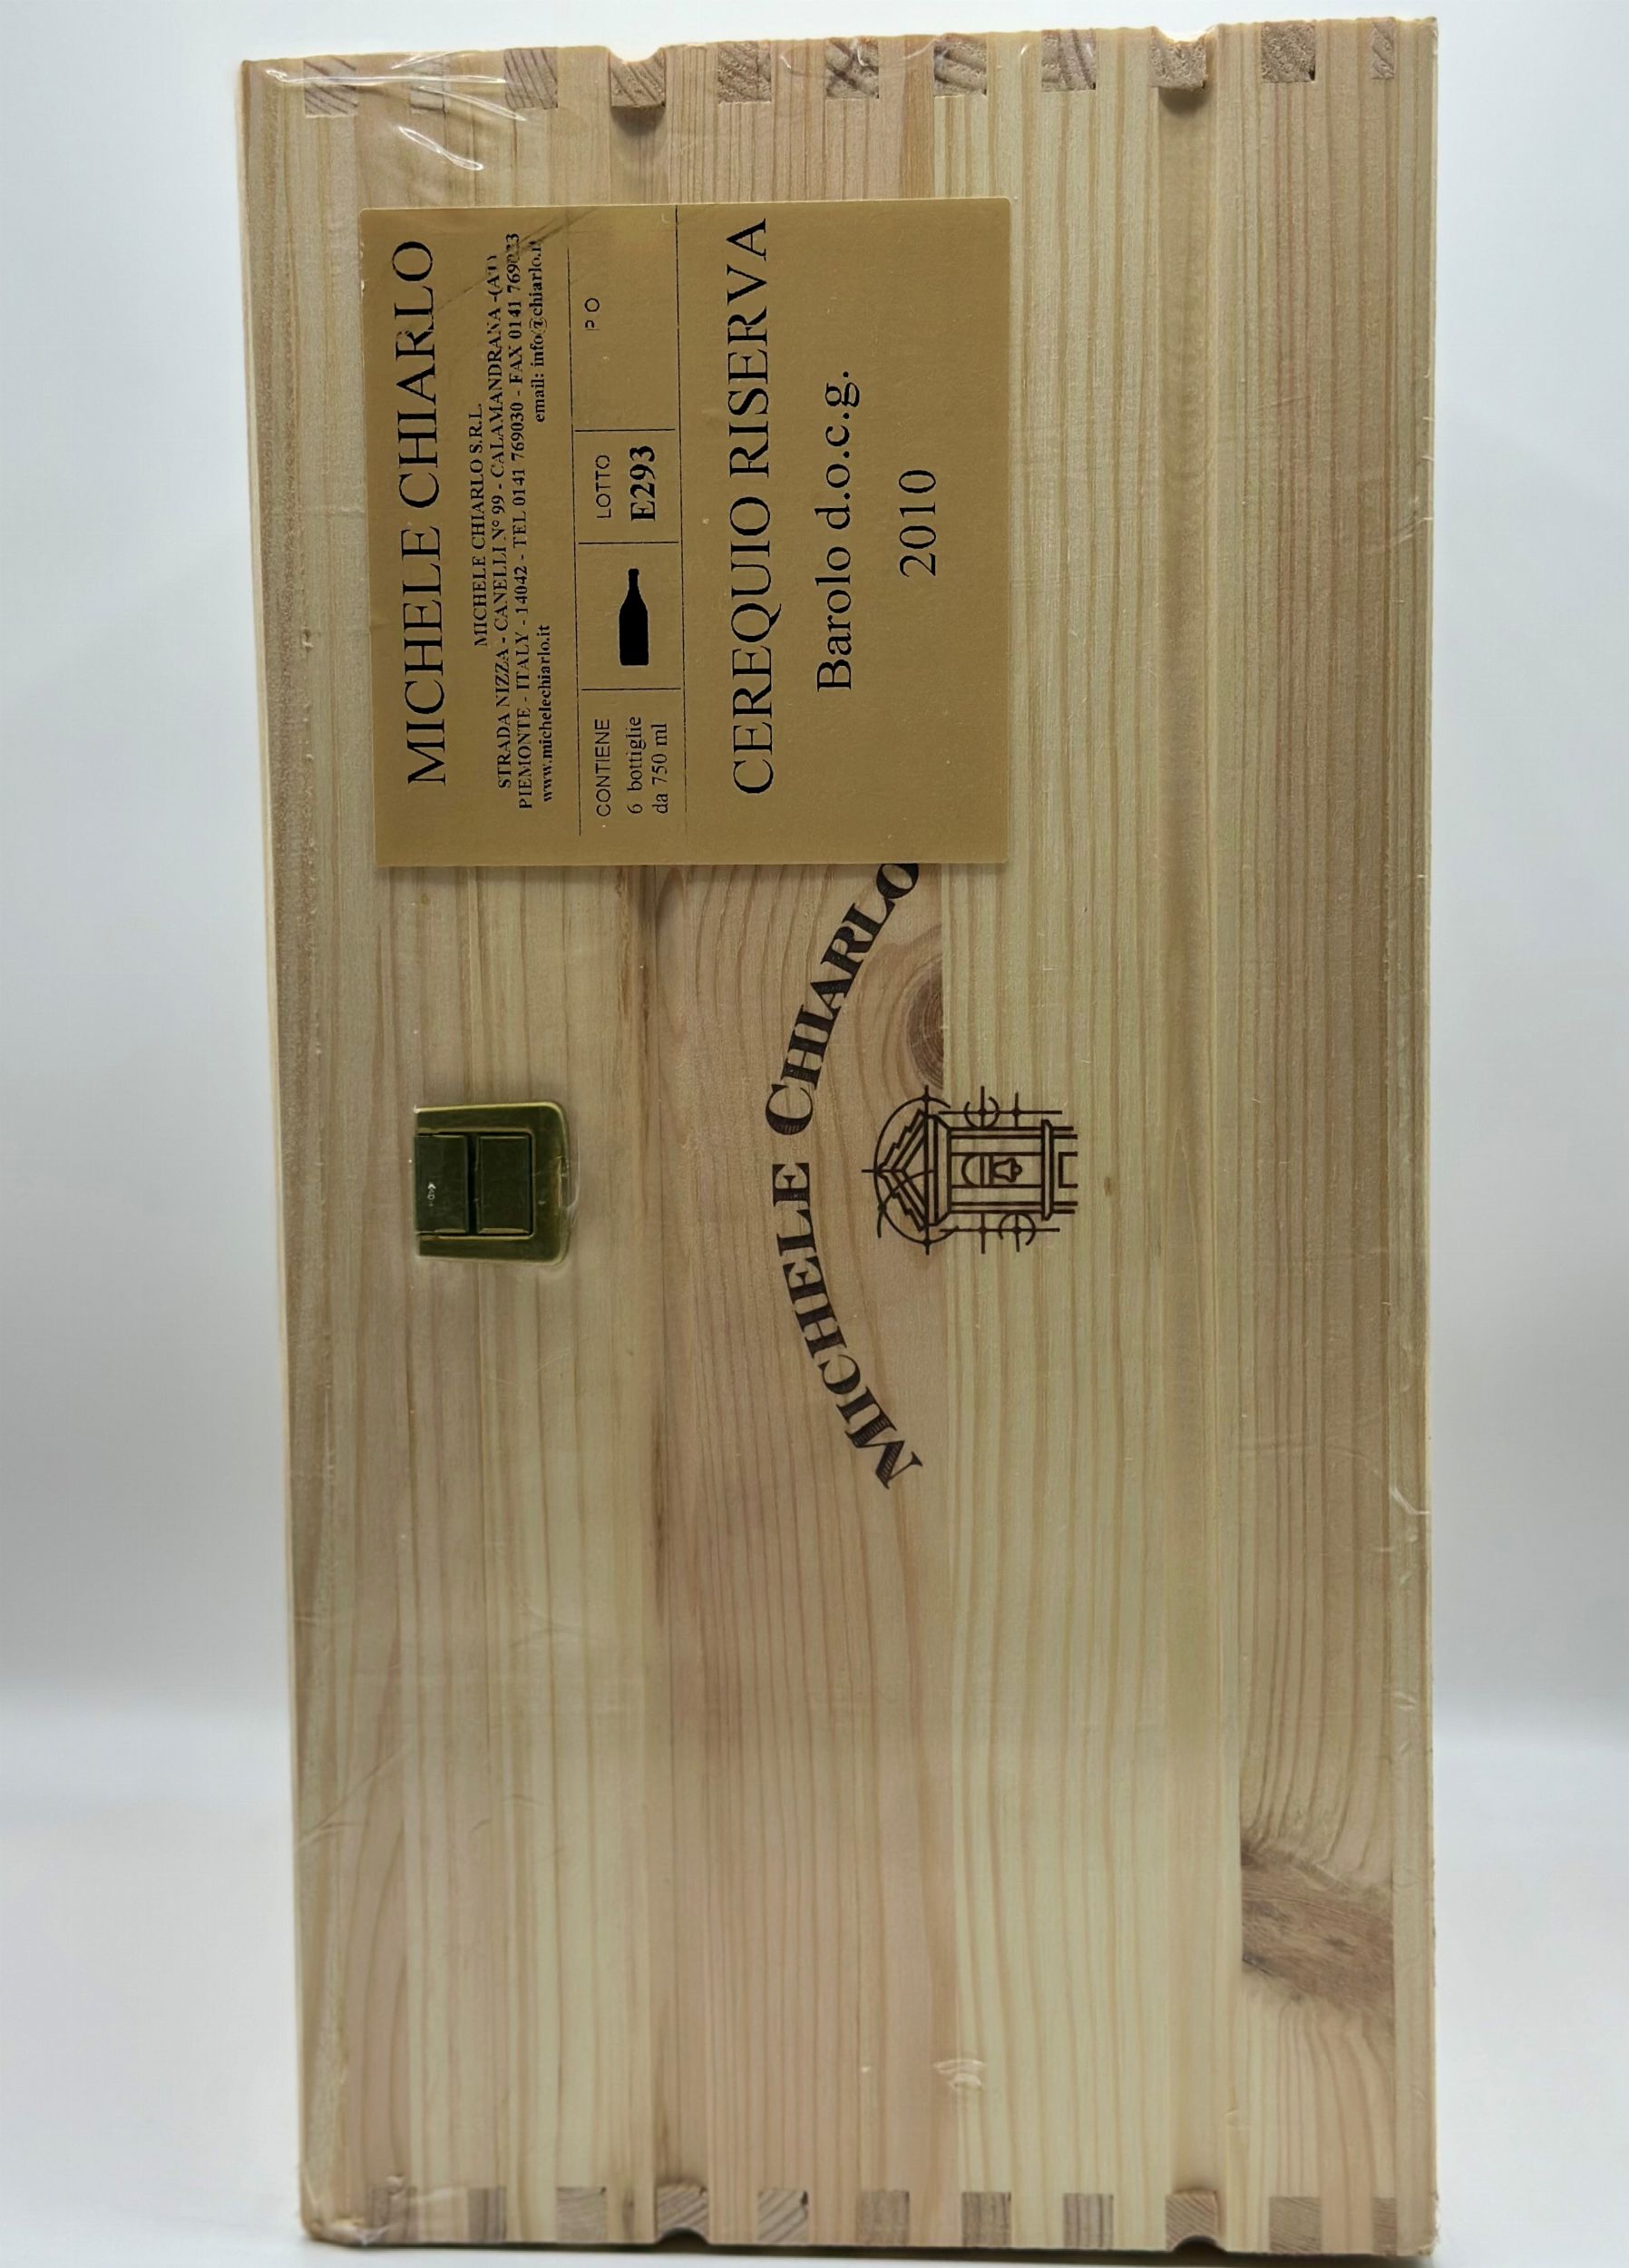 MICHELE CHIARLO
MICHELE CHIARLO S.R.L.
STRADA NIZZA - CANELLI N° 99 - CALAMANDRANA -(AT)
PIEMONTE - ITALY - 14042 - TEL 0141 769030 - FAX 0141 769033
www.michelechiarlo.it email: info@chiarlo.it
CONTIENE
6 bottiglie
da 750 ml
LOTTO
E293
P O
CEREQUIO RISERVA
Barolo d.o.c.g.
2010
MICHELE CHIARLO